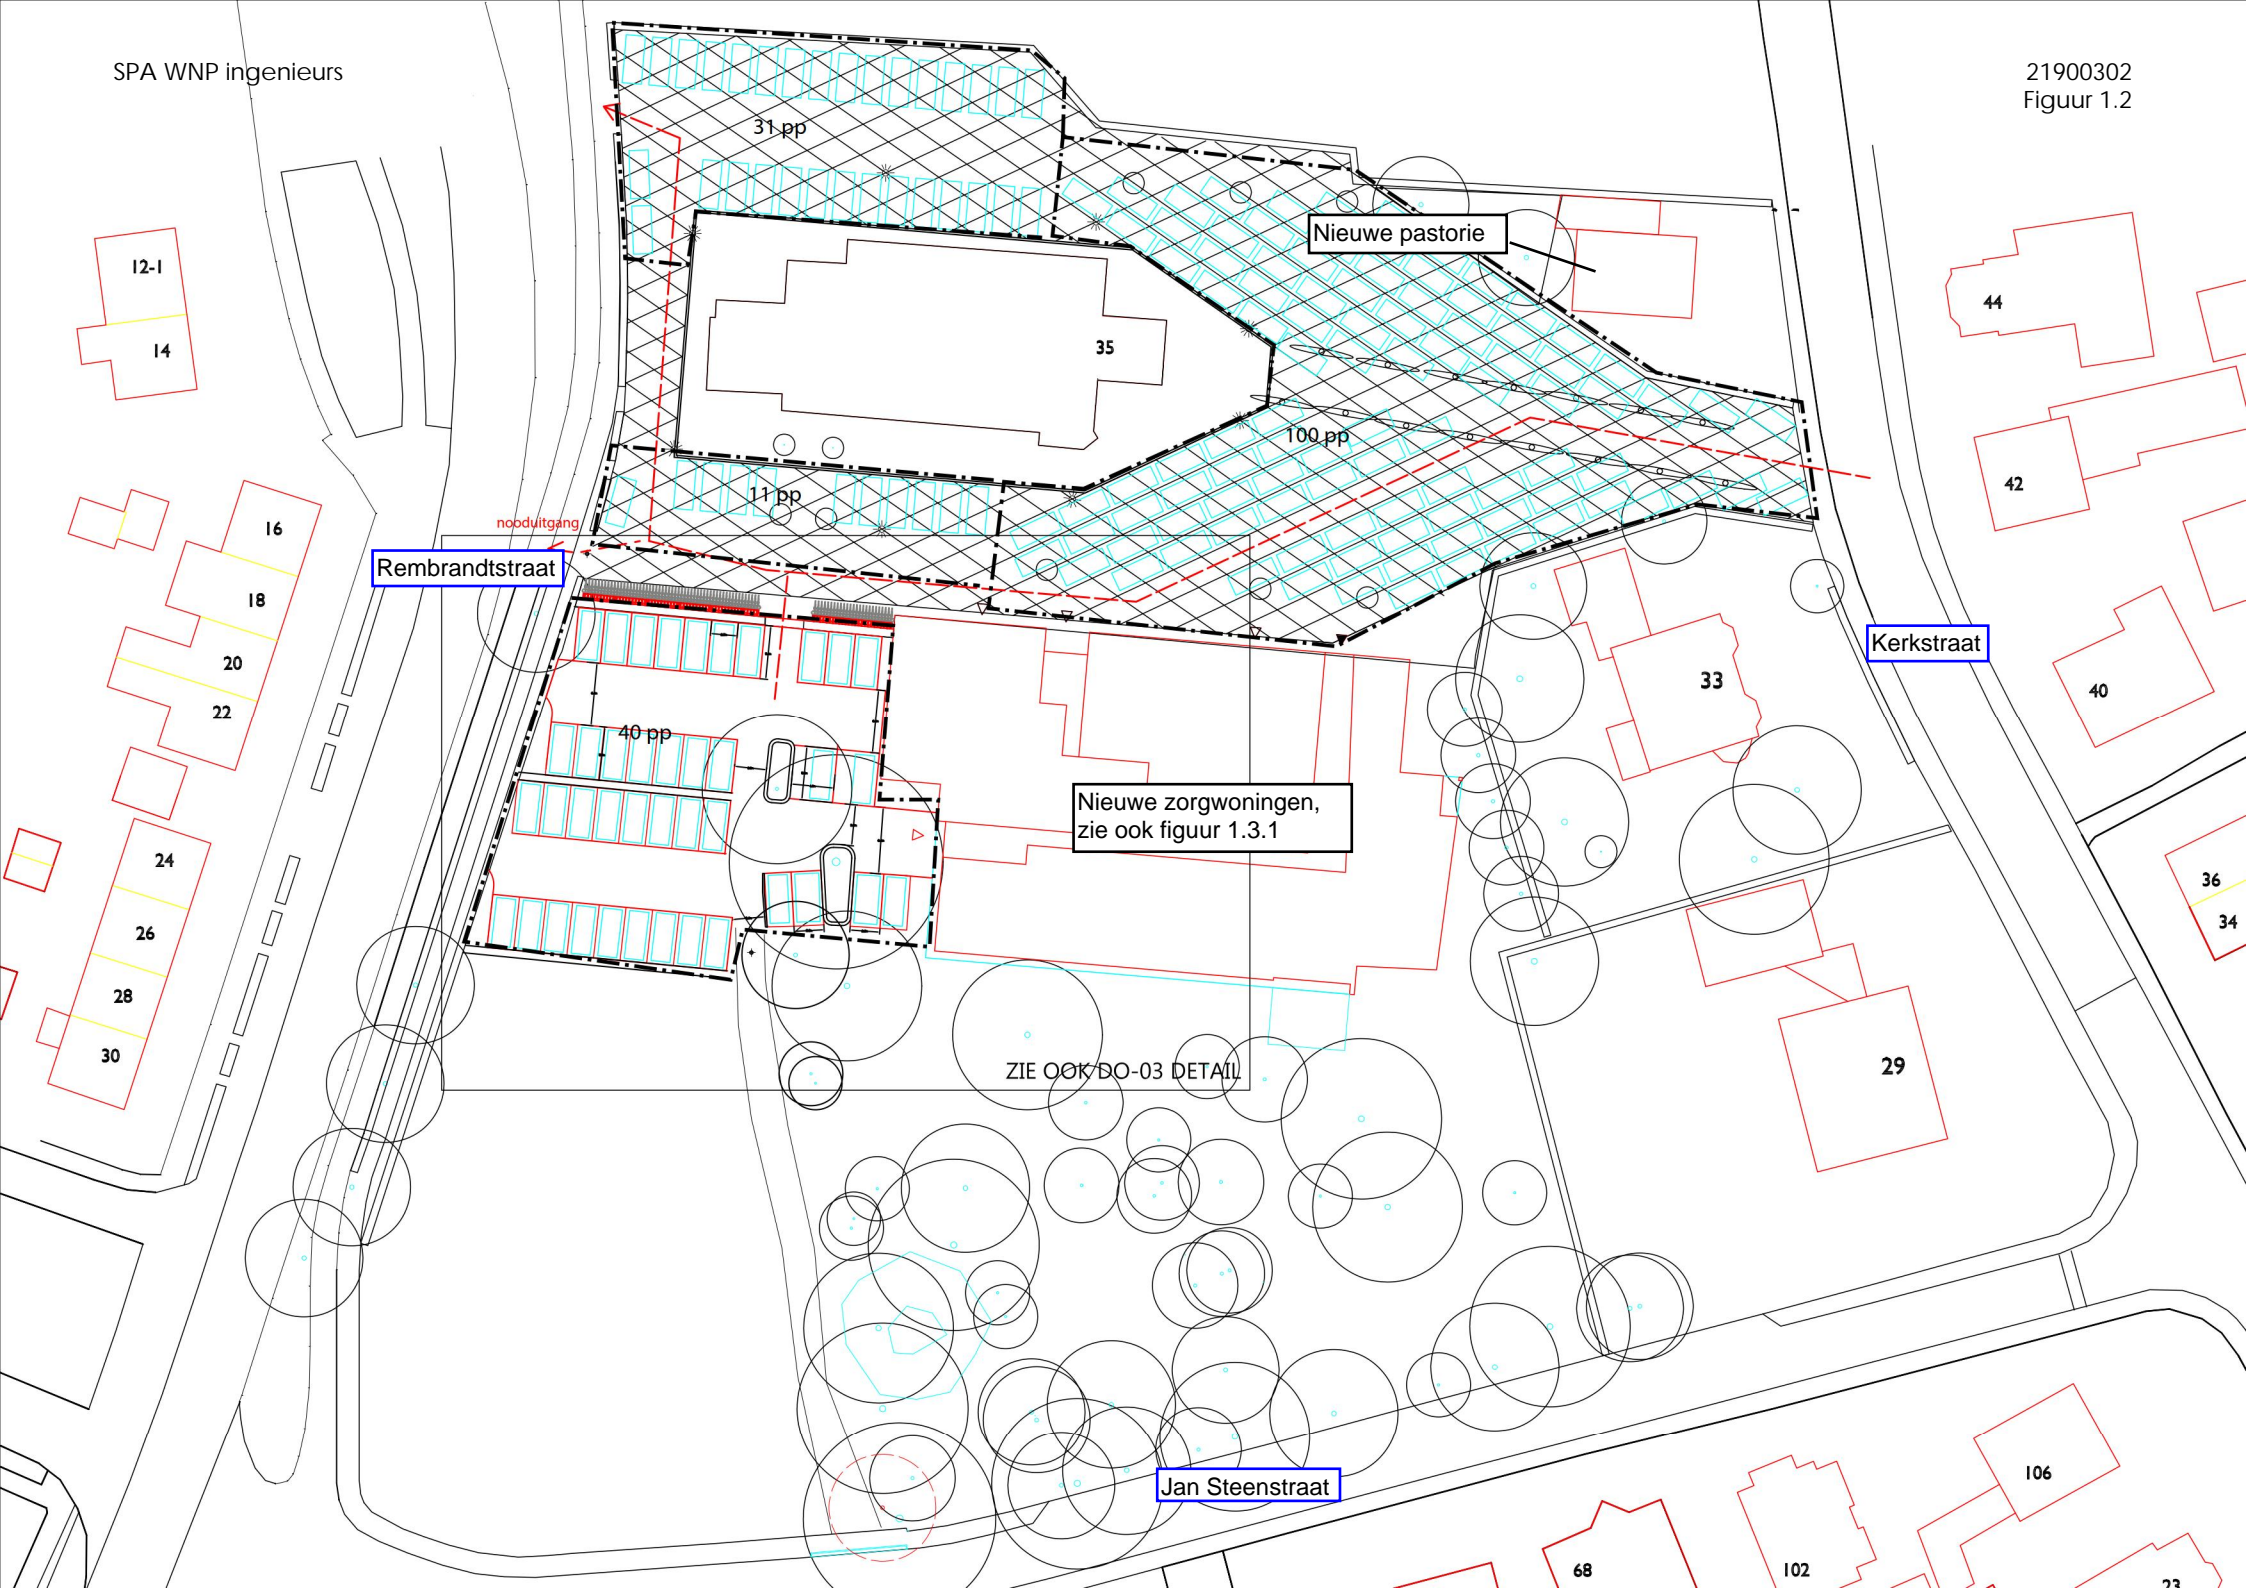 SPA WNP ingenieurs
21900302
Figuur 1.2
31 pp
Nieuwe pastorie
12-1
14
35
44
100 pp
42
11 pp
nooduitgang
16
Rembrandtstraat
18
20
22
Kerkstraat
33
40
40 pp
Nieuwe zorgwoningen,
zie ook figuur 1.3.1
24
26
28
30
36
34
29
ZIE OOK DO-03 DETAIL
Jan Steenstraat
106
68
102
23